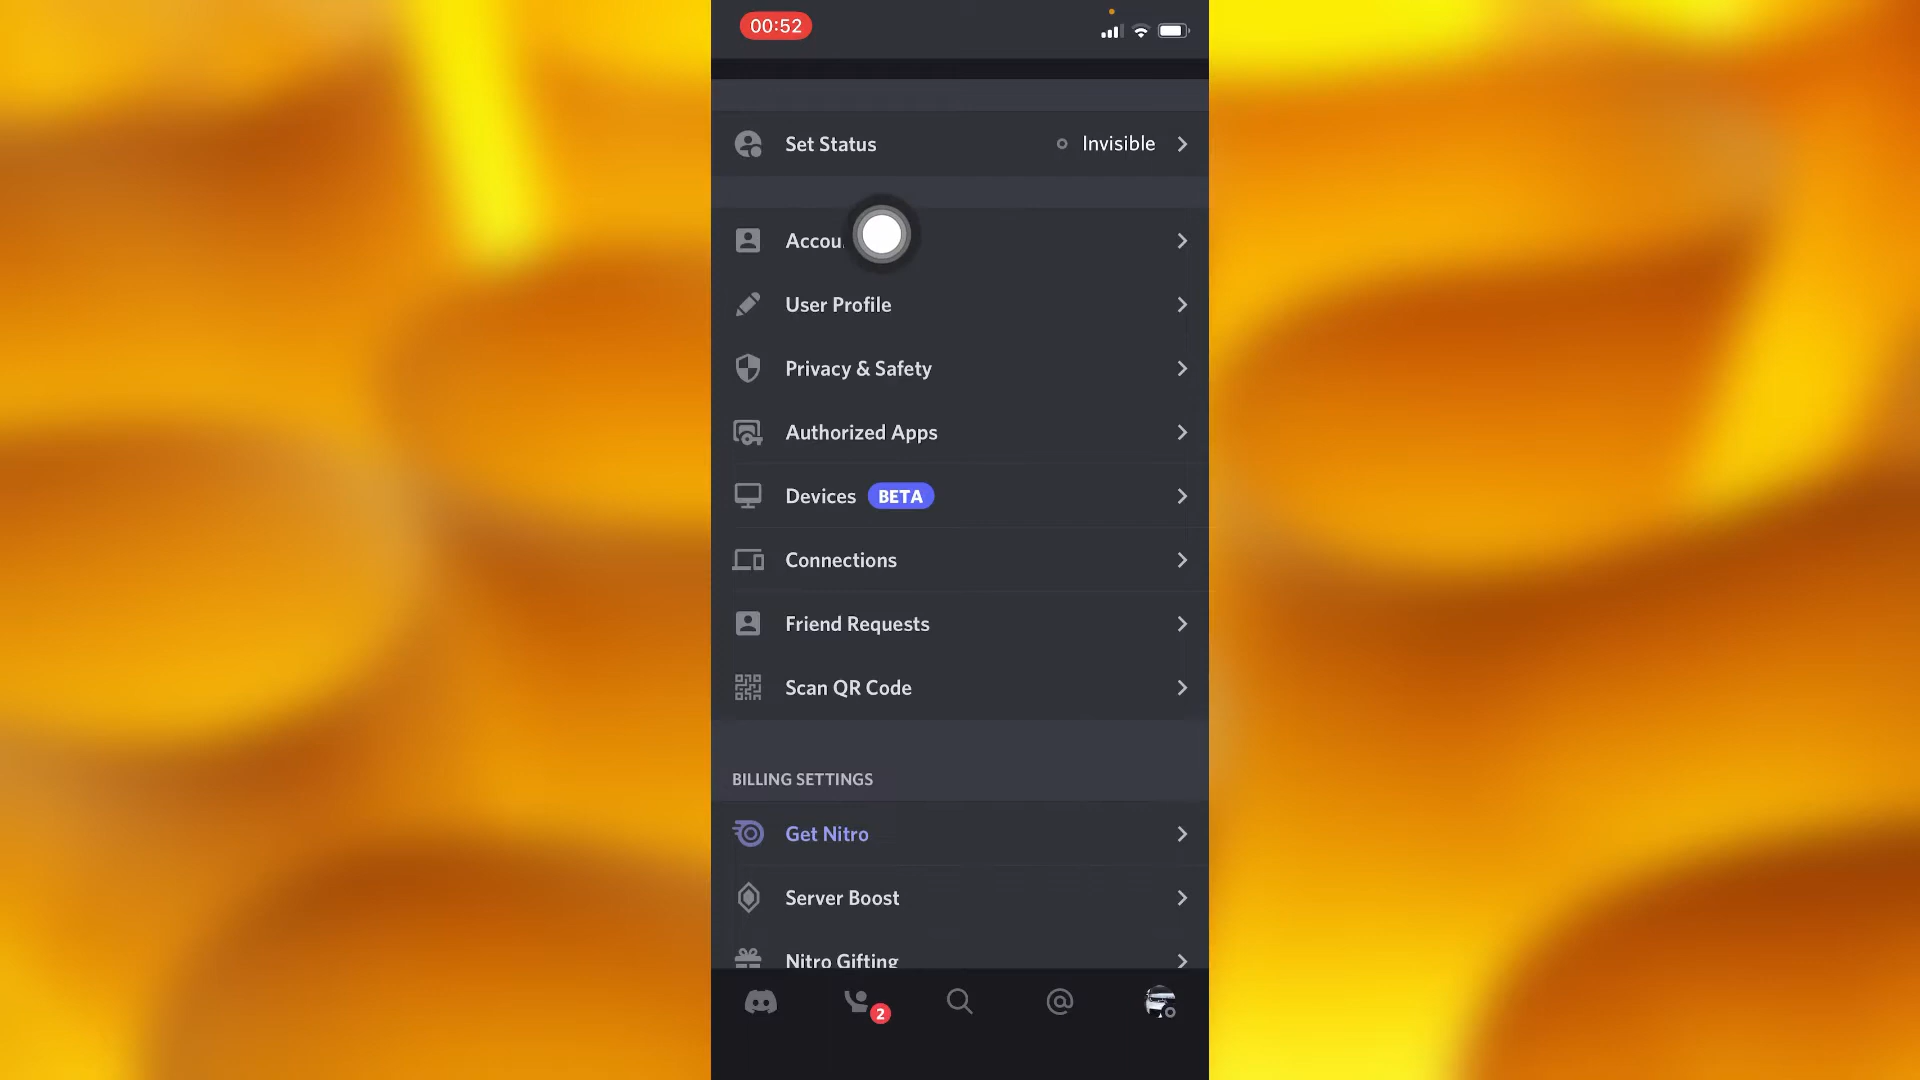 00:52
Set Status
Invisible
Accou
User Profile
Privacy & Safety
Authorized Apps
Devices BETA
Connections
Friend Requests
Scan QR Code
BILLING SETTINGS
Get Nitro
Server Boost
Nitro Gifting
2